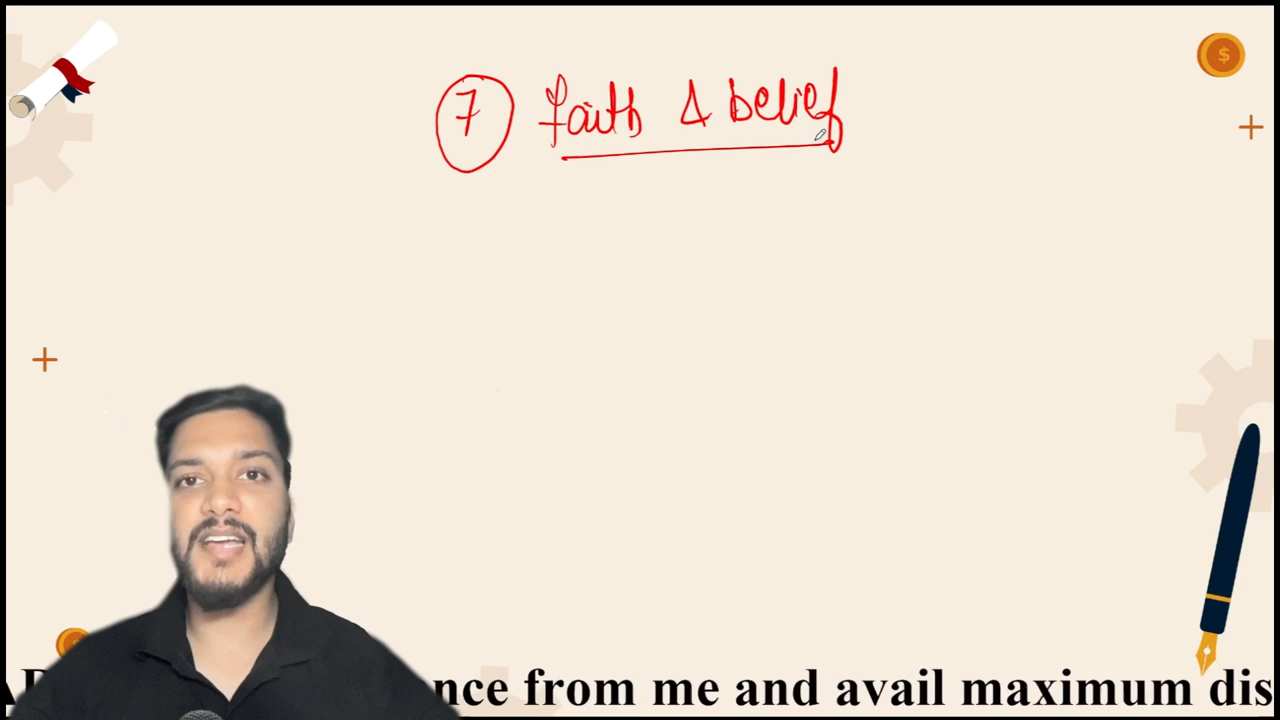 7 faith & belief
nce from me and avail maximum dis